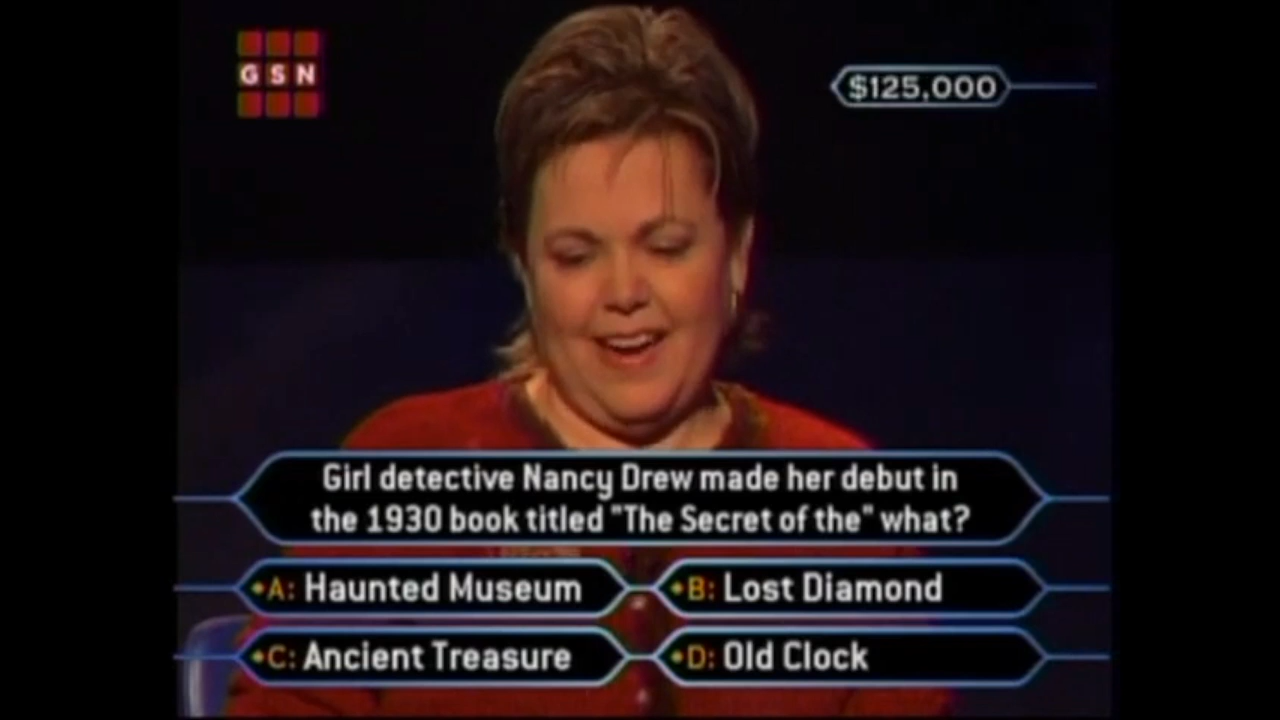 GSN
$125,000
Girl detective Nancy Drew made her debut in
the 1930 book titled "The Secret of the" what?
A: Haunted Museum
B: Lost Diamond
C: Ancient Treasure
D: Old Clock